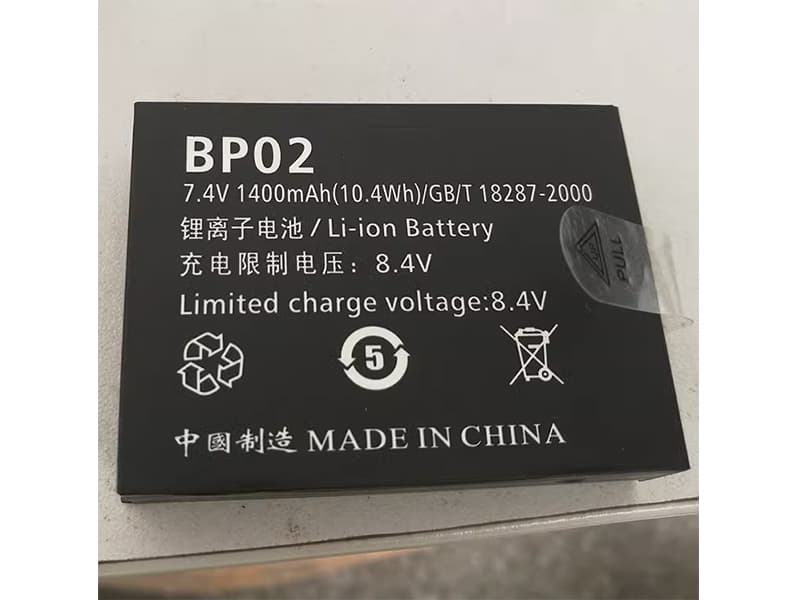 BP02
7.4V 1400mAh(10.4Wh)/GB/T 18287-2000
锂离子电池 / Li-ion Battery
充电限制电压：8.4V
Limited charge voltage:8.4V
UP
PULL
5
中國制造 MADE IN CHINA